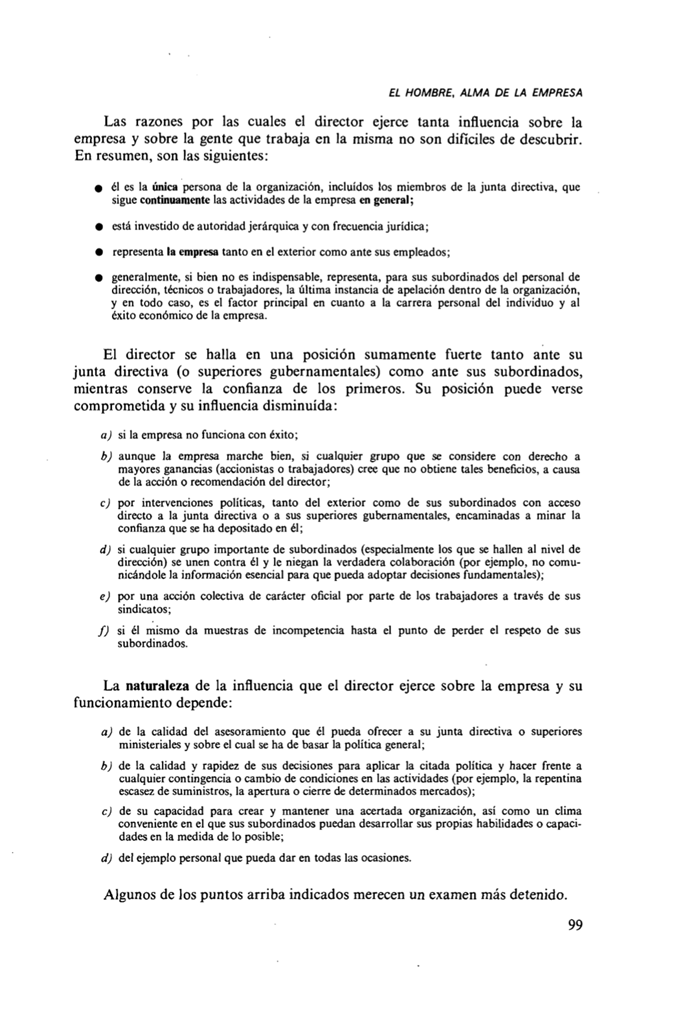 EL HOMBRE, ALMA DE LA EMPRESA
Las razones por las cuales el director ejerce tanta influencia sobre la
empresa y sobre la gente que trabaja en la misma no son difíciles de descubrir.
En resumen, son las siguientes:
● él es la única persona de la organización, incluídos los miembros de la junta directiva, que
sigue continuamente las actividades de la empresa en general;
● está investido de autoridad jerárquica y con frecuencia jurídica;
● representa la empresa tanto en el exterior como ante sus empleados;
● generalmente, si bien no es indispensable, representa, para sus subordinados del personal de
dirección, técnicos o trabajadores, la última instancia de apelación dentro de la organización,
y en todo caso, es el factor principal en cuanto a la carrera personal del individuo y al
éxito económico de la empresa.
El director se halla en una posición sumamente fuerte tanto ante su
junta directiva (o superiores gubernamentales) como ante sus subordinados,
mientras conserve la confianza de los primeros. Su posición puede verse
comprometida y su influencia disminuída:
a) si la empresa no funciona con éxito;
b) aunque la empresa marche bien, si cualquier grupo que se considere con derecho a
mayores ganancias (accionistas o trabajadores) cree que no obtiene tales beneficios, a causa
de la acción o recomendación del director;
c) por intervenciones políticas, tanto del exterior como de sus subordinados con acceso
directo a la junta directiva o a sus superiores gubernamentales, encaminadas a minar la
confianza que se ha depositado en él;
d) si cualquier grupo importante de subordinados (especialmente los que se hallen al nivel de
dirección) se unen contra él y le niegan la verdadera colaboración (por ejemplo, no comu-
nicándole la información esencial para que pueda adoptar decisiones fundamentales);
e) por una acción colectiva de carácter oficial por parte de los trabajadores a través de sus
sindicatos;
f) si él mismo da muestras de incompetencia hasta el punto de perder el respeto de sus
subordinados.
La naturaleza de la influencia que el director ejerce sobre la empresa y su
funcionamiento depende:
a) de la calidad del asesoramiento que él pueda ofrecer a su junta directiva o superiores
ministeriales y sobre el cual se ha de basar la política general;
b) de la calidad y rapidez de sus decisiones para aplicar la citada política y hacer frente a
cualquier contingencia o cambio de condiciones en las actividades (por ejemplo, la repentina
escasez de suministros, la apertura o cierre de determinados mercados);
c) de su capacidad para crear y mantener una acertada organización, así como un clima
conveniente en el que sus subordinados puedan desarrollar sus propias habilidades o capaci-
dades en la medida de lo posible;
d) del ejemplo personal que pueda dar en todas las ocasiones.
Algunos de los puntos arriba indicados merecen un examen más detenido.
99